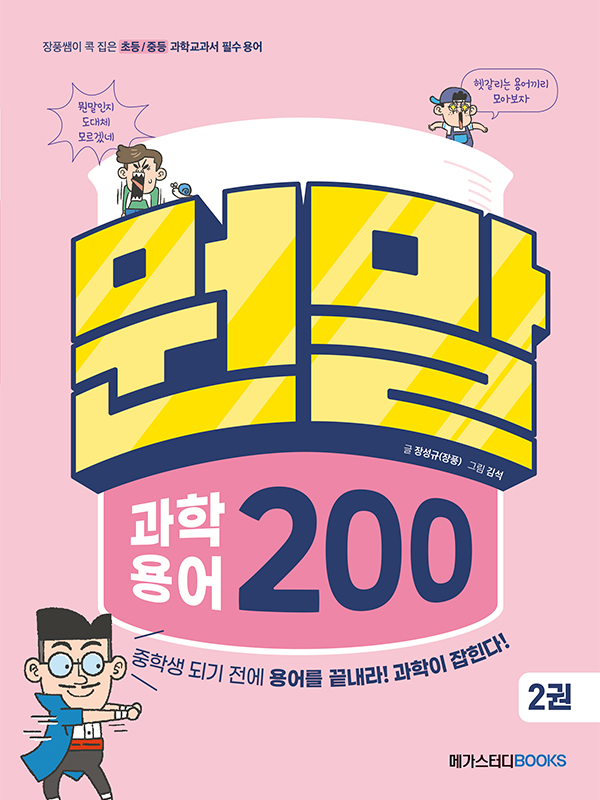 장풍쌤이 콕 집은 초등/중등 과학교과서 필수 용어
뭔말인지
도대체
모르겠네
헷갈리는 용어끼리
모아보자
뭔말
글 장성규(장풍) 그림 김석
과학
용어
200
중학생 되기 전에 용어를 끝내라! 과학이 잡힌다!
2권
메가스터디BOOKS